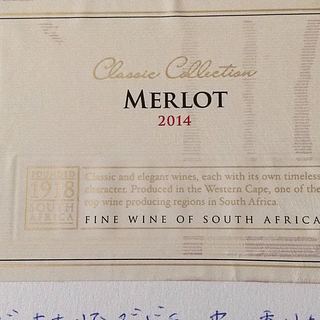 Classic Collection
MERLOT
2014
FOUNDED
1918
SOUTH
AFRICA
Classic and elegant wines, each with its own timeless
character. Produced in the Western Cape, one of the
top wine producing regions in South Africa.
FINE WINE OF SOUTH AFRICA